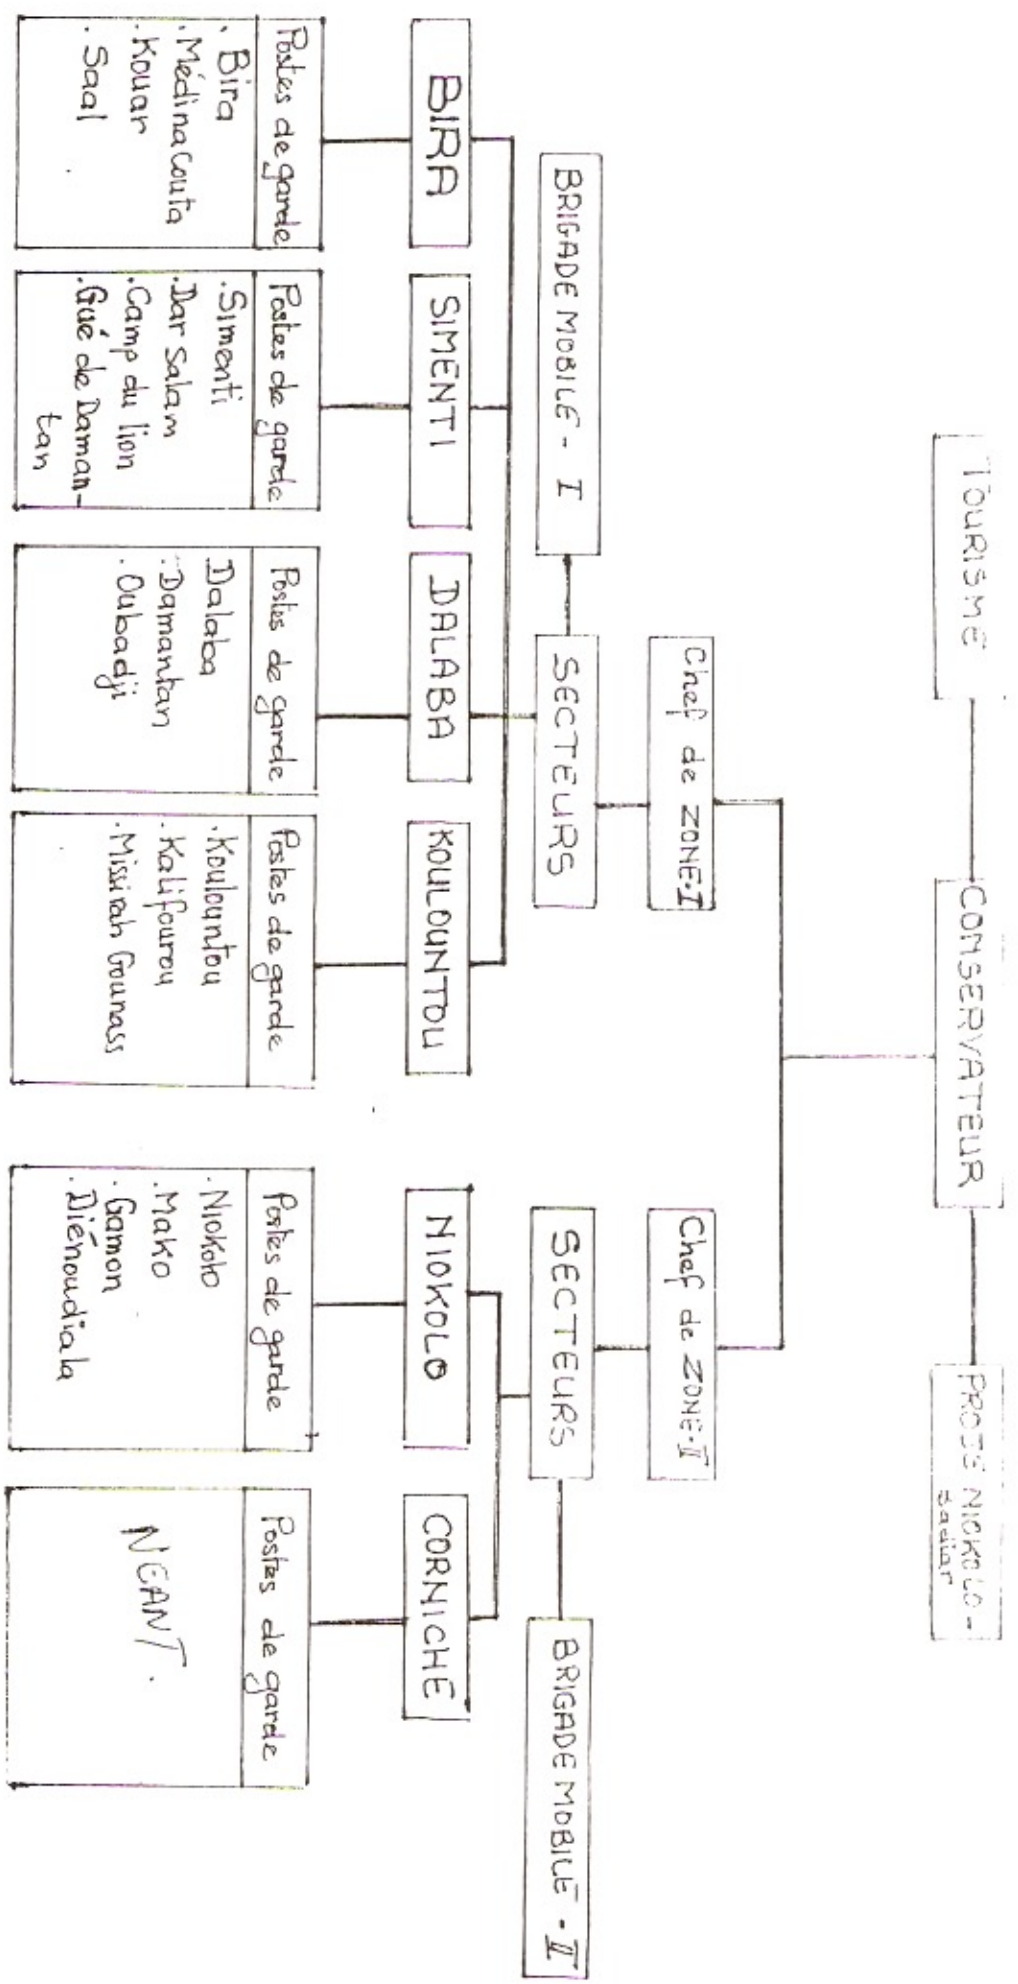 TOURISME
CONSERVATEUR
PROJE NIOKOLO -
Badiar
Chef de ZONE.I
Chef de ZONE.II
BRIGADE MOBILE - I
SECTEURS
SECTEURS
BRIGADE MOBILE - II
BIRA
SIMENTI
DALABA
KOULOUNTOU
NIOKOLO
CORNICHE
Postes de garde
. Bira
. Médina Couta
. Kouar
. Saal
Postes de garde
. Simenti
. Dar Salam
. Camp du lion
. Gué de Daman-
tan
Postes de garde
Dalaba
. Damantan
. Oubadji
Postes de garde
. Koulountou
. Kalifourou
. Missirah Gounass
Postes de garde
. Niokolo
. Mako
. Gamon
. Diénoudiala
Postes de garde
NEANT.